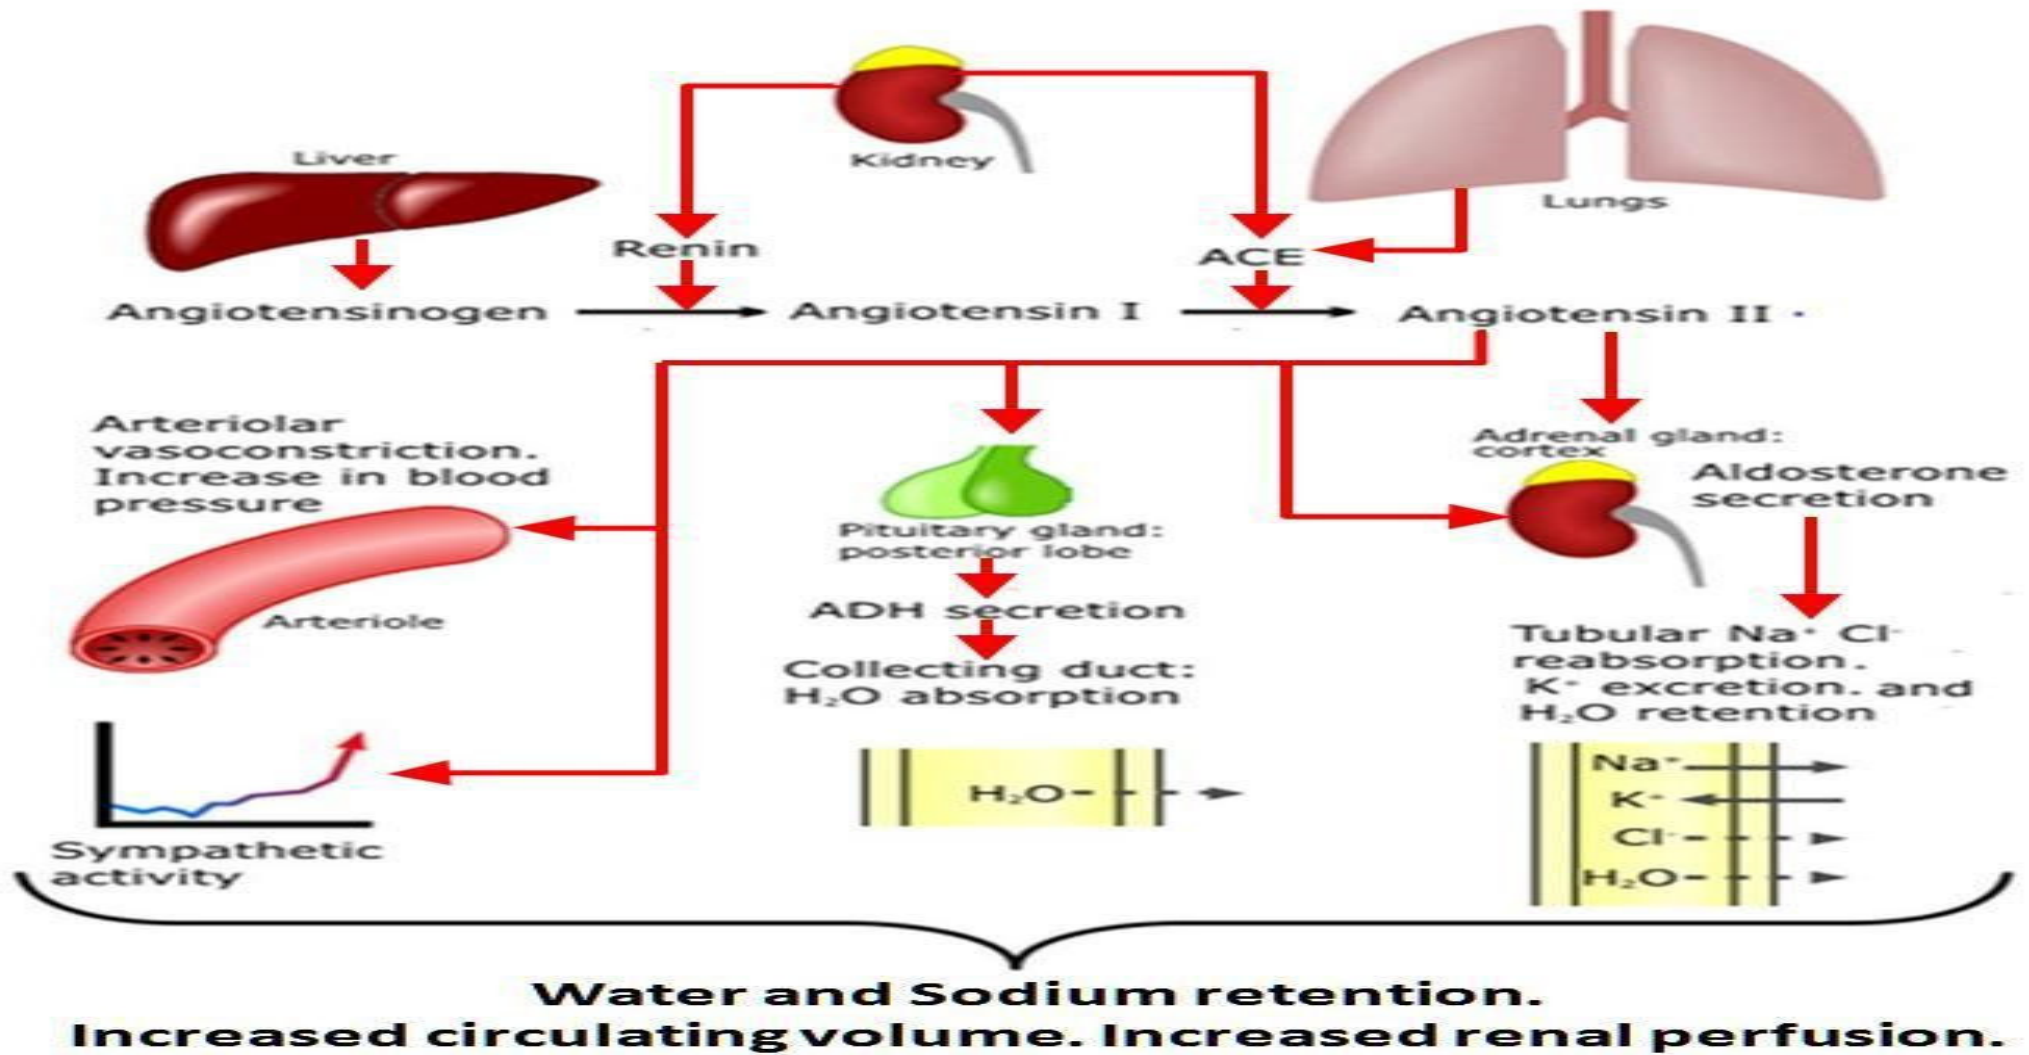 Liver
Kidney
Lungs
Renin
ACE
Angiotensinogen
Angiotensin I
Angiotensin II
Arteriolar
vasoconstriction.
Increase in blood
pressure
Arteriole
Sympathetic
activity
Pituitary gland:
posterior lobe
ADH secretion
Collecting duct:
H₂O absorption
H₂O
Adrenal gland:
cortex
Aldosterone
secretion
Tubular Na⁺ Cl⁻
reabsorption.
K⁺ excretion. and
H₂O retention
Na⁺
K⁺
Cl⁻
H₂O
Water and Sodium retention.
Increased circulating volume. Increased renal perfusion.